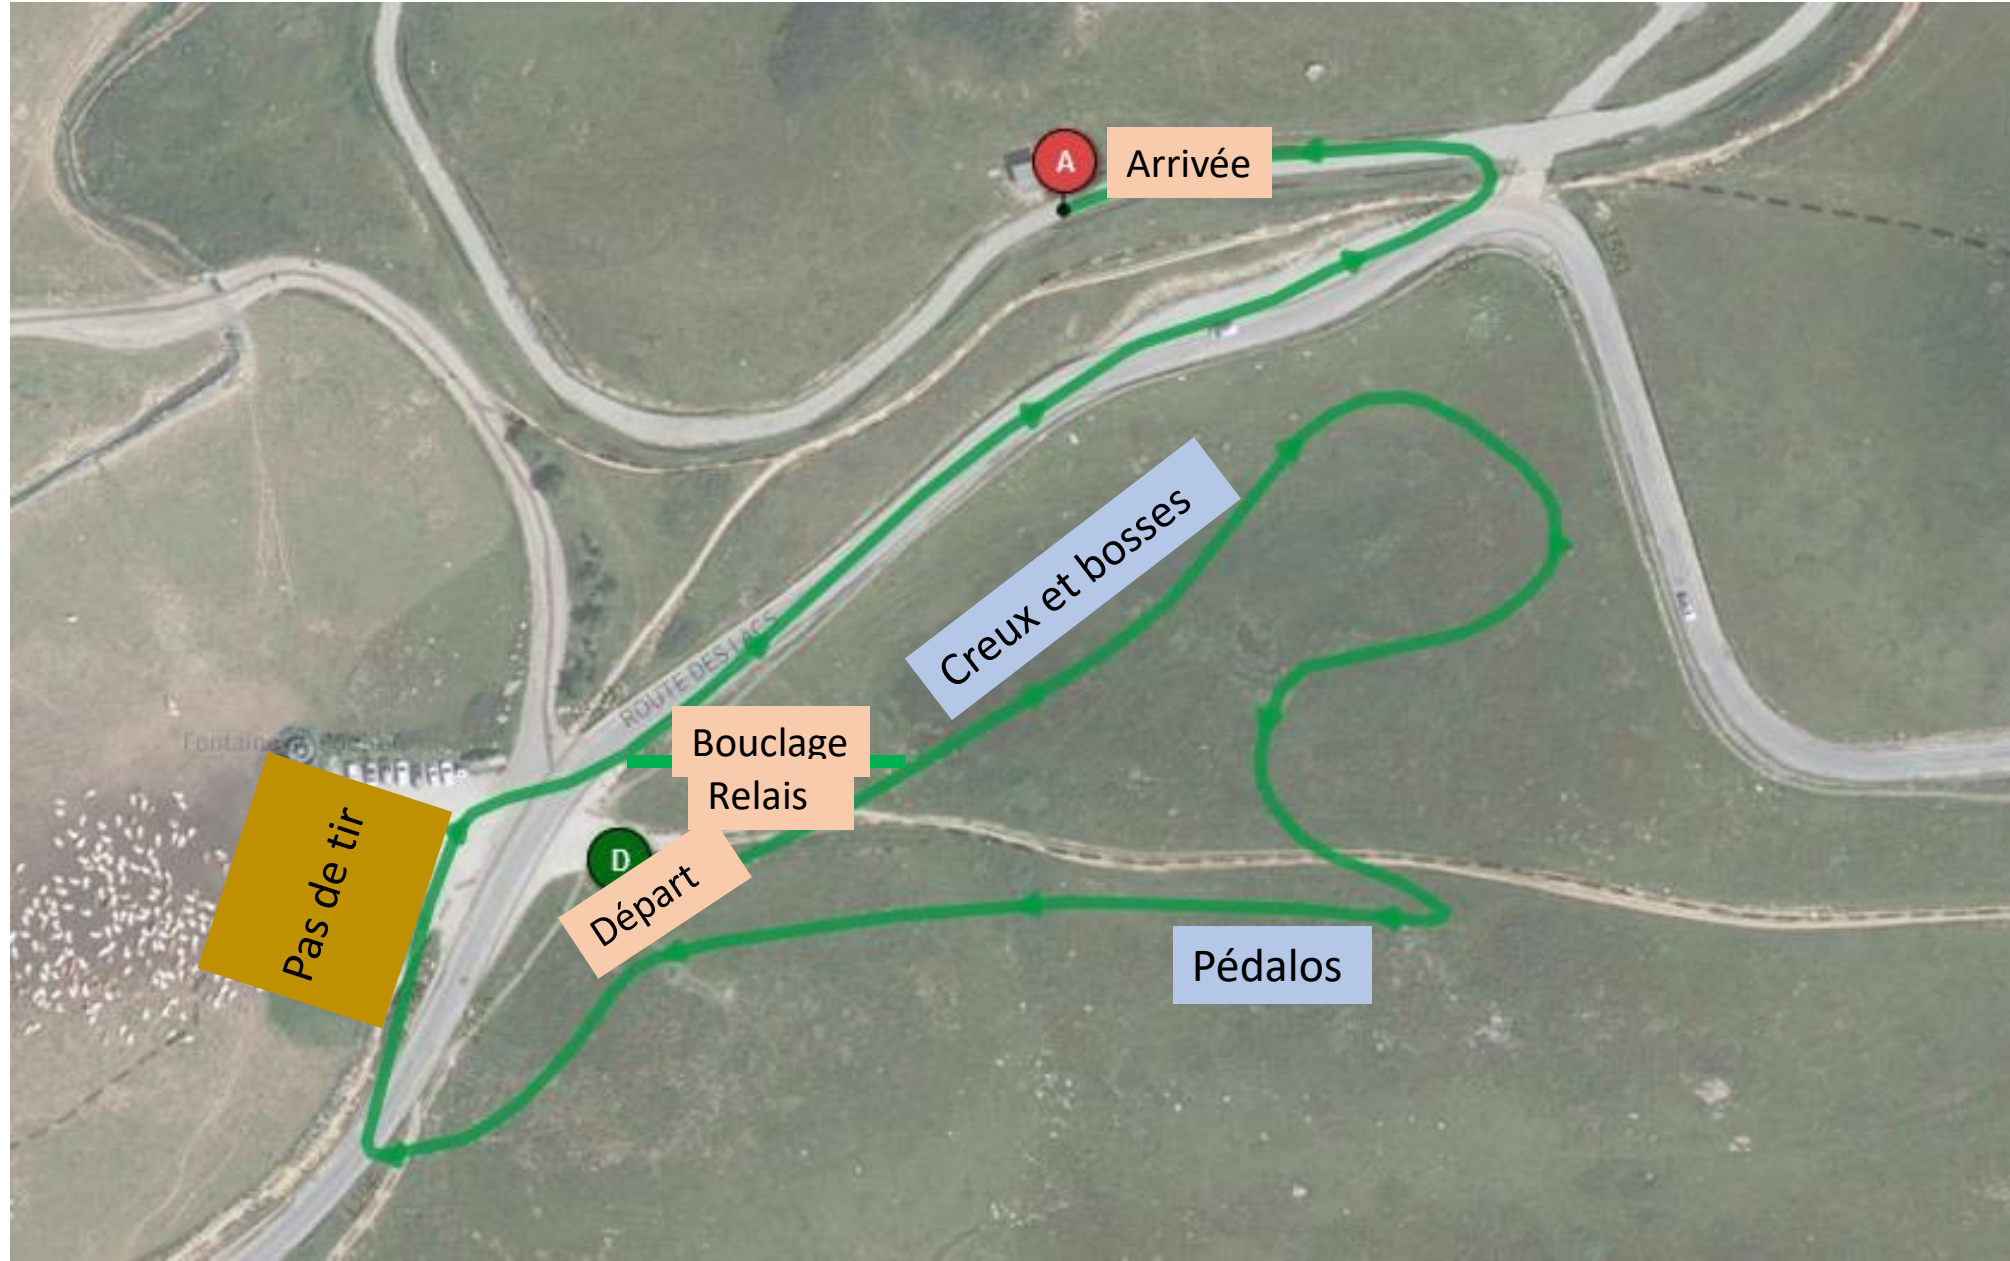 A
Arrivée
Creux et bosses
ROUTE DES LACS
Bouclage
Relais
D
Départ
Pas de tir
Pédalos